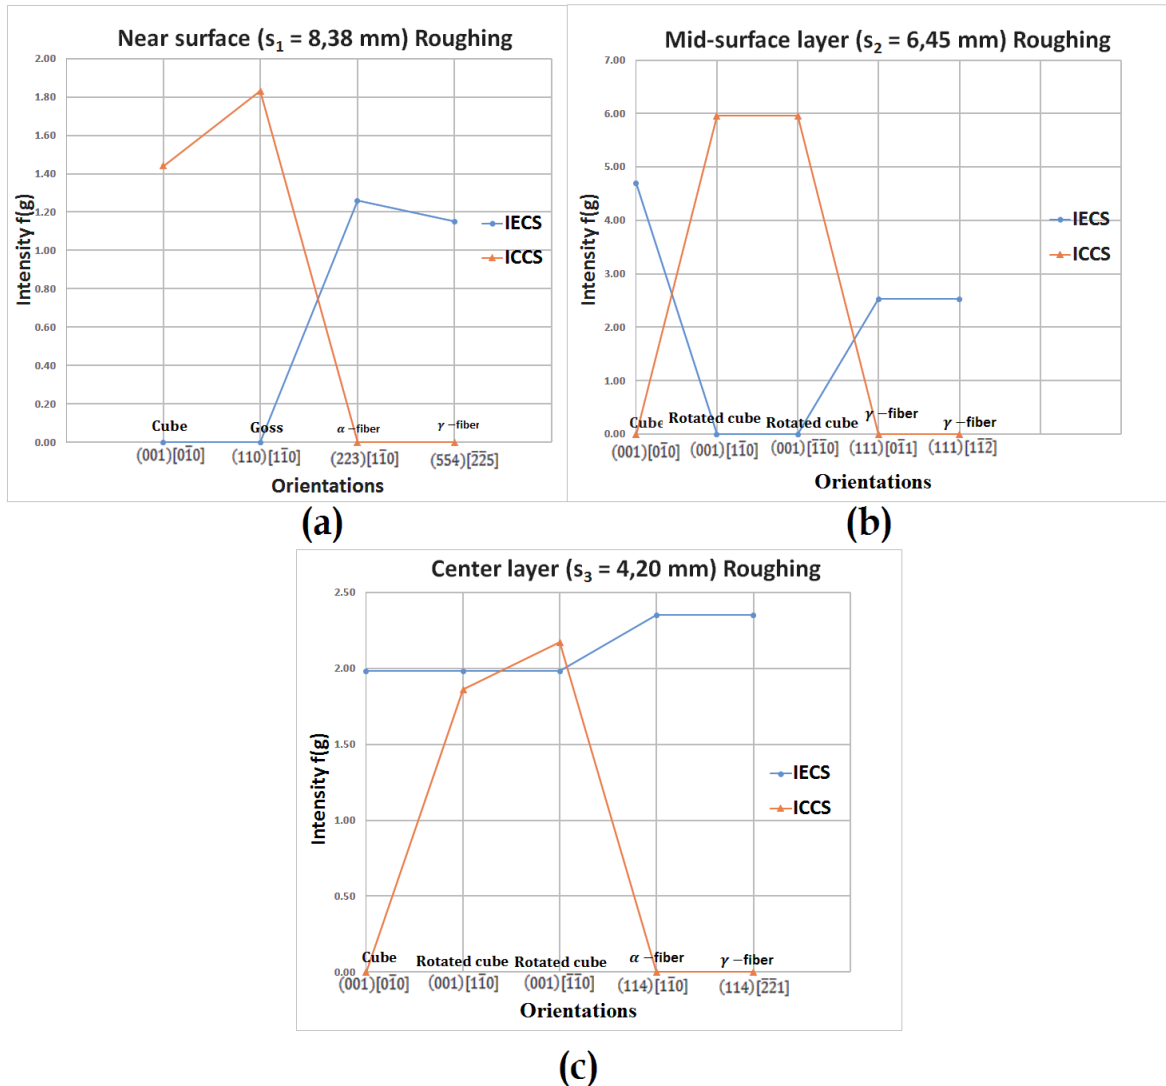 Near surface (s₁ = 8,38 mm) Roughing
2.00
1.80
1.60
1.40
1.20
1.00
0.80
0.60
0.40
0.20
0.00
Intensity f(g)
IECS
ICCS
Cube
Goss
α −fiber
γ −fiber
(001)[01̅0]
(110)[11̅0]
(223)[11̅0]
(554)[2̅2̅5]
Orientations
(a)
Mid-surface layer (s₂ = 6,45 mm) Roughing
7.00
6.00
5.00
4.00
3.00
2.00
1.00
0.00
Intensity f(g)
IECS
ICCS
Cube
Rotated cube
Rotated cube
γ −fiber
γ −fiber
(001)[01̅0]
(001)[11̅0]
(001)[1̅1̅0]
(111)[01̅1]
(111)[11̅2̅]
Orientations
(b)
Center layer (s₃ = 4,20 mm) Roughing
2.50
2.00
1.50
1.00
0.50
0.00
Intensity f(g)
IECS
ICCS
Cube
Rotated cube
Rotated cube
α −fiber
γ −fiber
(001)[01̅0]
(001)[11̅0]
(001)[1̅1̅0]
(114)[11̅0]
(114)[2̅2̅1]
Orientations
(c)